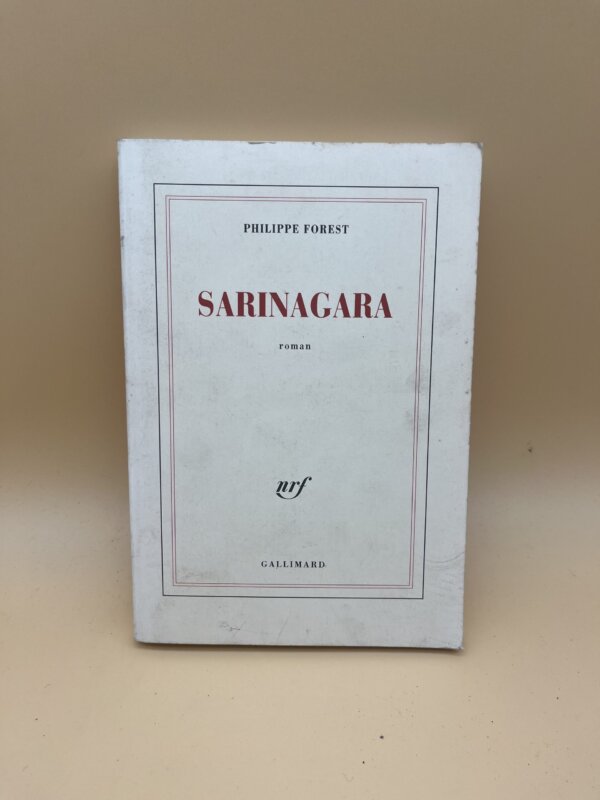 PHILIPPE FOREST
SARINAGARA
roman
nrf
GALLIMARD